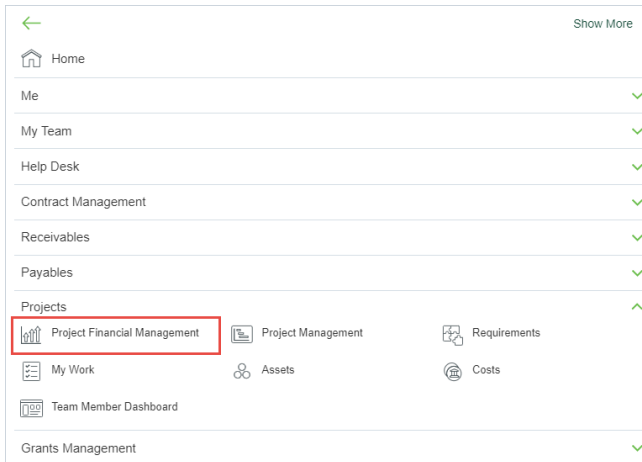 Show More
Home
Me
My Team
Help Desk
Contract Management
Receivables
Payables
Projects
Project Financial Management Project Management Requirements
My Work Assets Costs
Team Member Dashboard
Grants Management